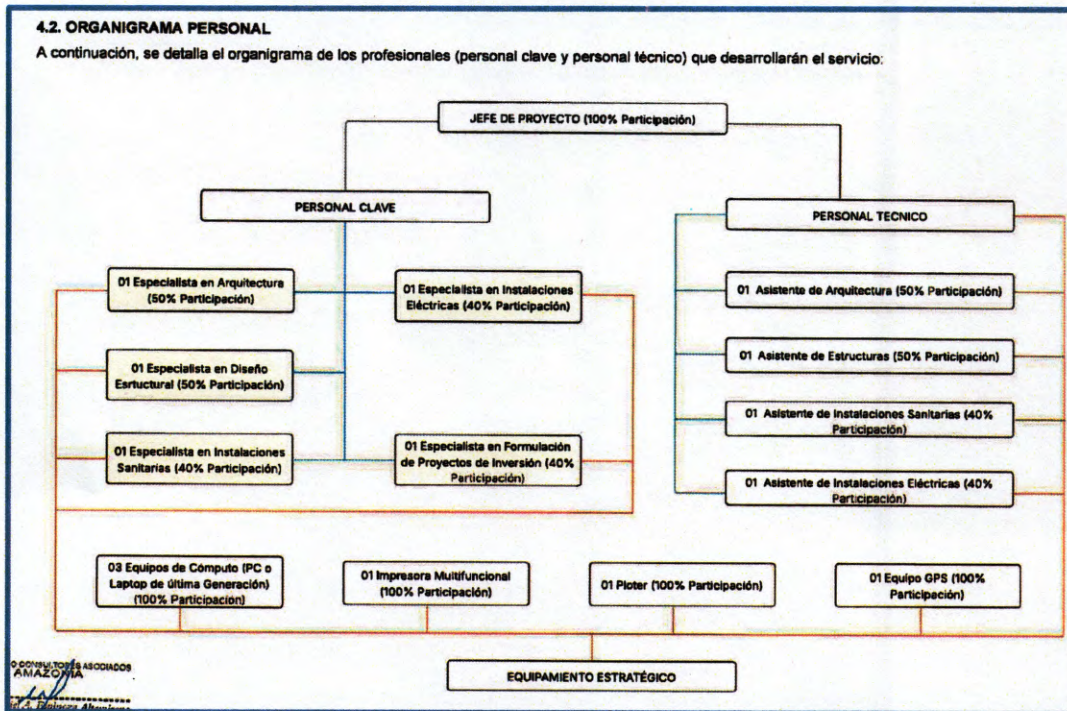 4.2. ORGANIGRAMA PERSONAL
A continuación, se detalla el organigrama de los profesionales (personal clave y personal técnico) que desarrollarán el servicio:
JEFE DE PROYECTO (100% Participación)
PERSONAL CLAVE
PERSONAL TECNICO
01 Especialista en Arquitectura
(50% Participación)
01 Especialista en Instalaciones
Eléctricas (40% Participación)
01 Especialista en Diseño
Esrtuctural (50% Participación)
01 Especialista en Instalaciones
Sanitarias (40% Participación)
01 Especialista en Formulación
de Proyectos de Inversión (40%
Participación)
01 Asistente de Arquitectura (50% Participación)
01 Asistente de Estructuras (50% Participación)
01 Asistente de Instalaciones Sanitarias (40%
Participación)
01 Asistente de Instalaciones Eléctricas (40%
Participación)
03 Equipos de Cómputo (PC o
Laptop de última Generación)
(100% Participación)
01 Impresora Multifuncional
(100% Participación)
01 Ploter (100% Participación)
01 Equipo GPS (100%
Participación)
EQUIPAMIENTO ESTRATÉGICO
O CONSULTORES ASOCIADOS
AMAZONIA